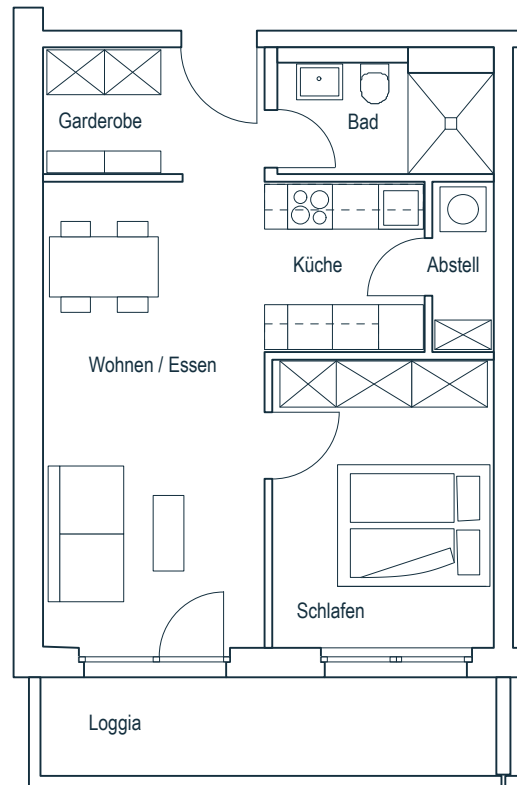 Garderobe
Bad
Küche
Abstell
Wohnen / Essen
Schlafen
Loggia